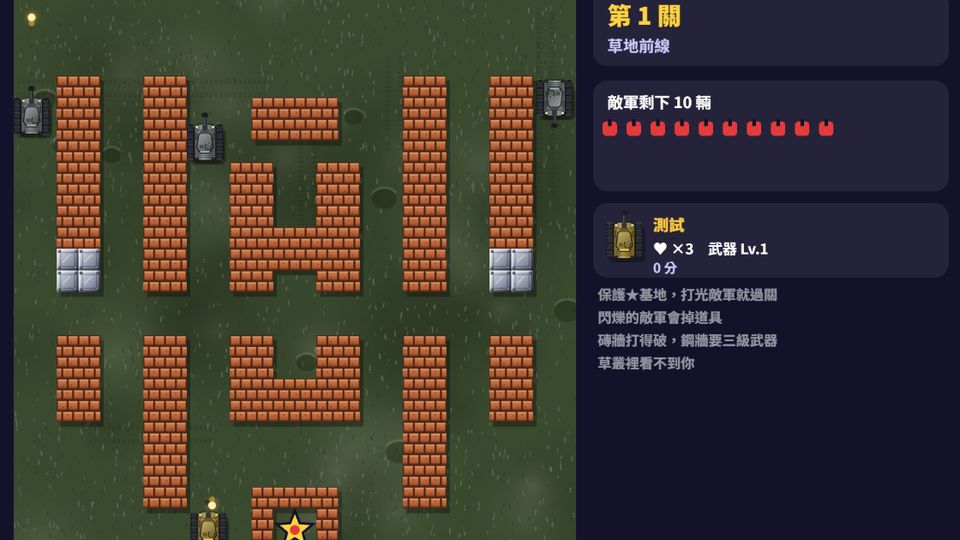 第 1 關
草地前線
敵軍剩下 10 輛
測試
♥ ×3 武器 Lv.1
0 分
保護★基地，打光敵軍就過關
閃爍的敵軍會掉道具
磚牆打得破，鋼牆要三級武器
草叢裡看不到你